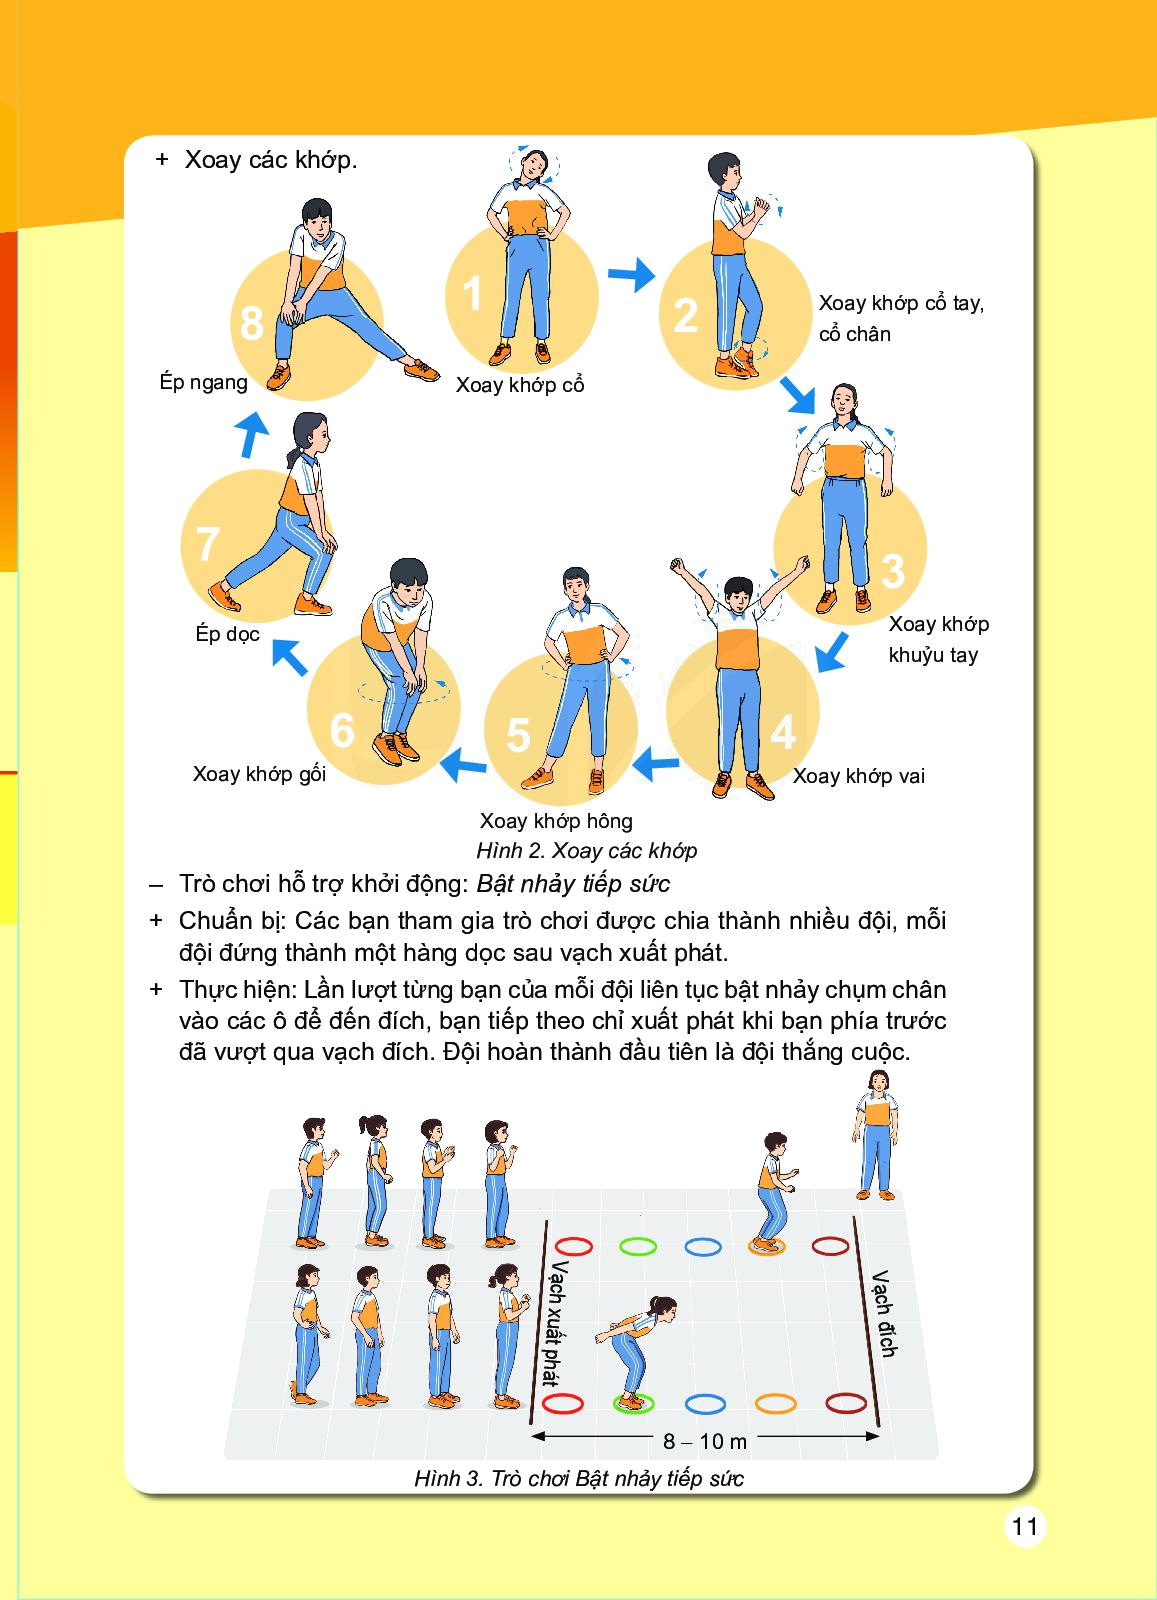 + Xoay các khớp.
1
Xoay khớp cổ
2
Xoay khớp cổ tay,
cổ chân
3
Xoay khớp
khuỷu tay
4
Xoay khớp vai
5
Xoay khớp hông
6
Xoay khớp gối
7
Ép dọc
8
Ép ngang
Hình 2. Xoay các khớp
– Trò chơi hỗ trợ khởi động: Bật nhảy tiếp sức
+ Chuẩn bị: Các bạn tham gia trò chơi được chia thành nhiều đội, mỗi
đội đứng thành một hàng dọc sau vạch xuất phát.
+ Thực hiện: Lần lượt từng bạn của mỗi đội liên tục bật nhảy chụm chân
vào các ô để đến đích, bạn tiếp theo chỉ xuất phát khi bạn phía trước
đã vượt qua vạch đích. Đội hoàn thành đầu tiên là đội thắng cuộc.
Vạch xuất phát
Vạch đích
8 – 10 m
Hình 3. Trò chơi Bật nhảy tiếp sức
11